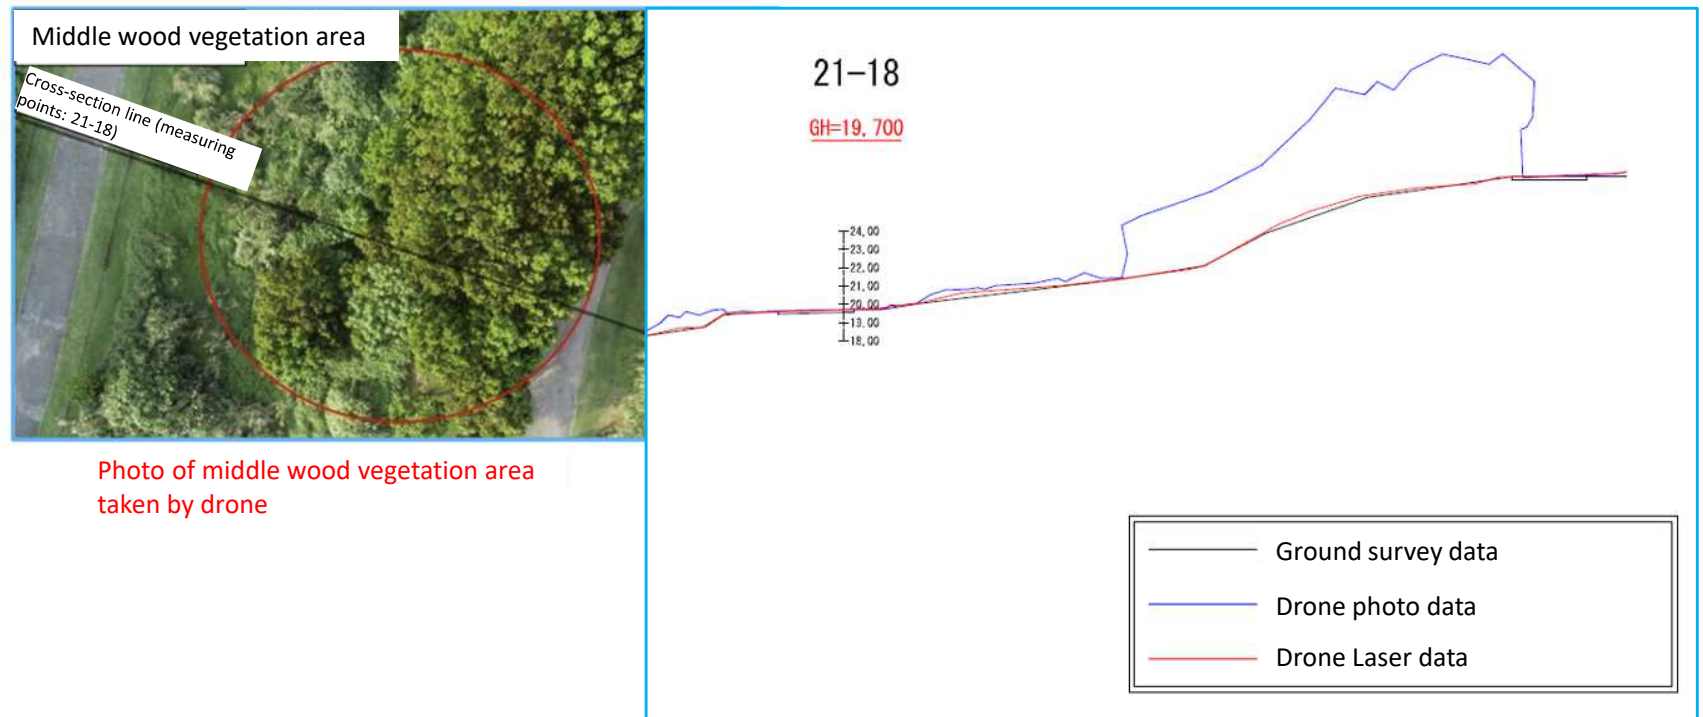 Middle wood vegetation area
Cross-section line (measuring
points: 21-18)
Photo of middle wood vegetation area
taken by drone
21-18
GH=19,700
24,00
23,00
22,00
21,00
20,00
19,00
18,00
Ground survey data
Drone photo data
Drone Laser data